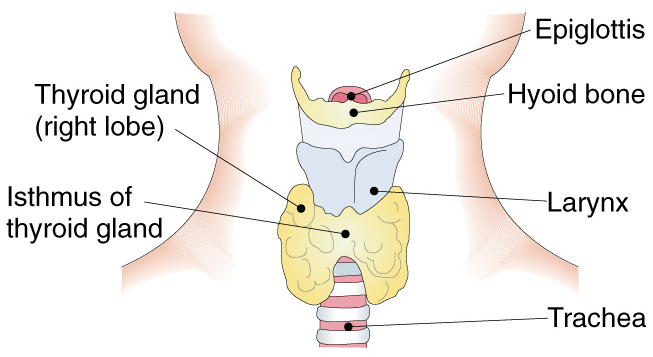 Epiglottis
Hyoid bone
Thyroid gland
(right lobe)
Isthmus of
thyroid gland
Larynx
Trachea